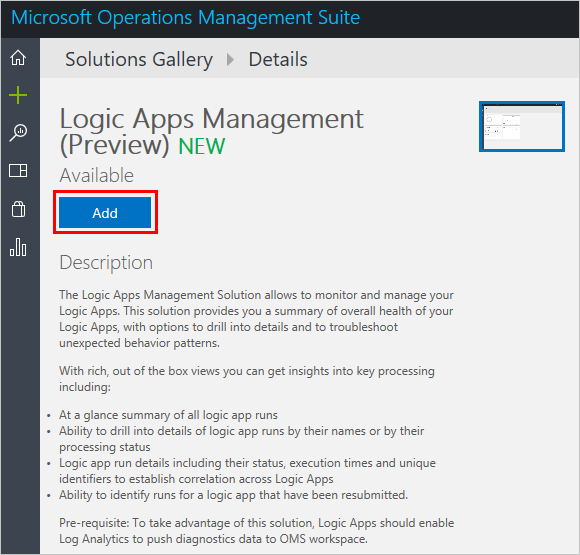 Microsoft Operations Management Suite
Solutions Gallery Details
Logic Apps Management
(Preview) NEW
Available
Add
Description
The Logic Apps Management Solution allows to monitor and manage your
Logic Apps. This solution provides you a summary of overall health of your
Logic Apps, with options to drill into details and to troubleshoot
unexpected behavior patterns.
With rich, out of the box views you can get insights into key processing
including:
• At a glance summary of all logic app runs
• Ability to drill into details of logic app runs by their names or by their
processing status
• Logic app run details including their status, execution times and unique
identifiers to establish correlation across Logic Apps
• Ability to identify runs for a logic app that have been resubmitted.
Pre-requisite: To take advantage of this solution, Logic Apps should enable
Log Analytics to push diagnostics data to OMS workspace.